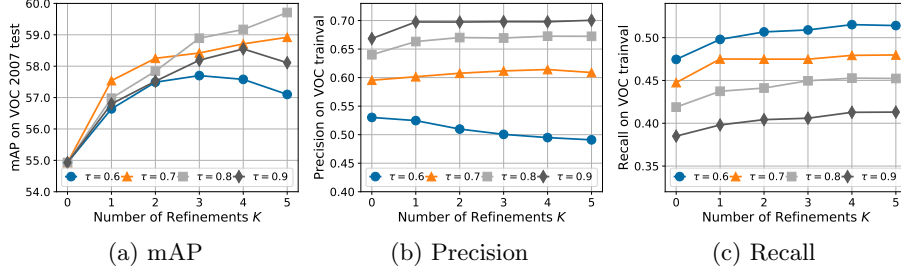 mAP on VOC 2007 test
60.0
59.0
58.0
57.0
56.0
55.0
54.0
τ = 0.6 τ = 0.7 τ = 0.8 τ = 0.9
0 1 2 3 4 5
Number of Refinements K
(a) mAP
Precision on VOC trainval
0.70
0.65
0.60
0.55
0.50
0.45
0.40
τ = 0.6 τ = 0.7 τ = 0.8 τ = 0.9
0 1 2 3 4 5
Number of Refinements K
(b) Precision
Recall on VOC trainval
0.50
0.45
0.40
0.35
τ = 0.6 τ = 0.7 τ = 0.8 τ = 0.9
0 1 2 3 4 5
Number of Refinements K
(c) Recall